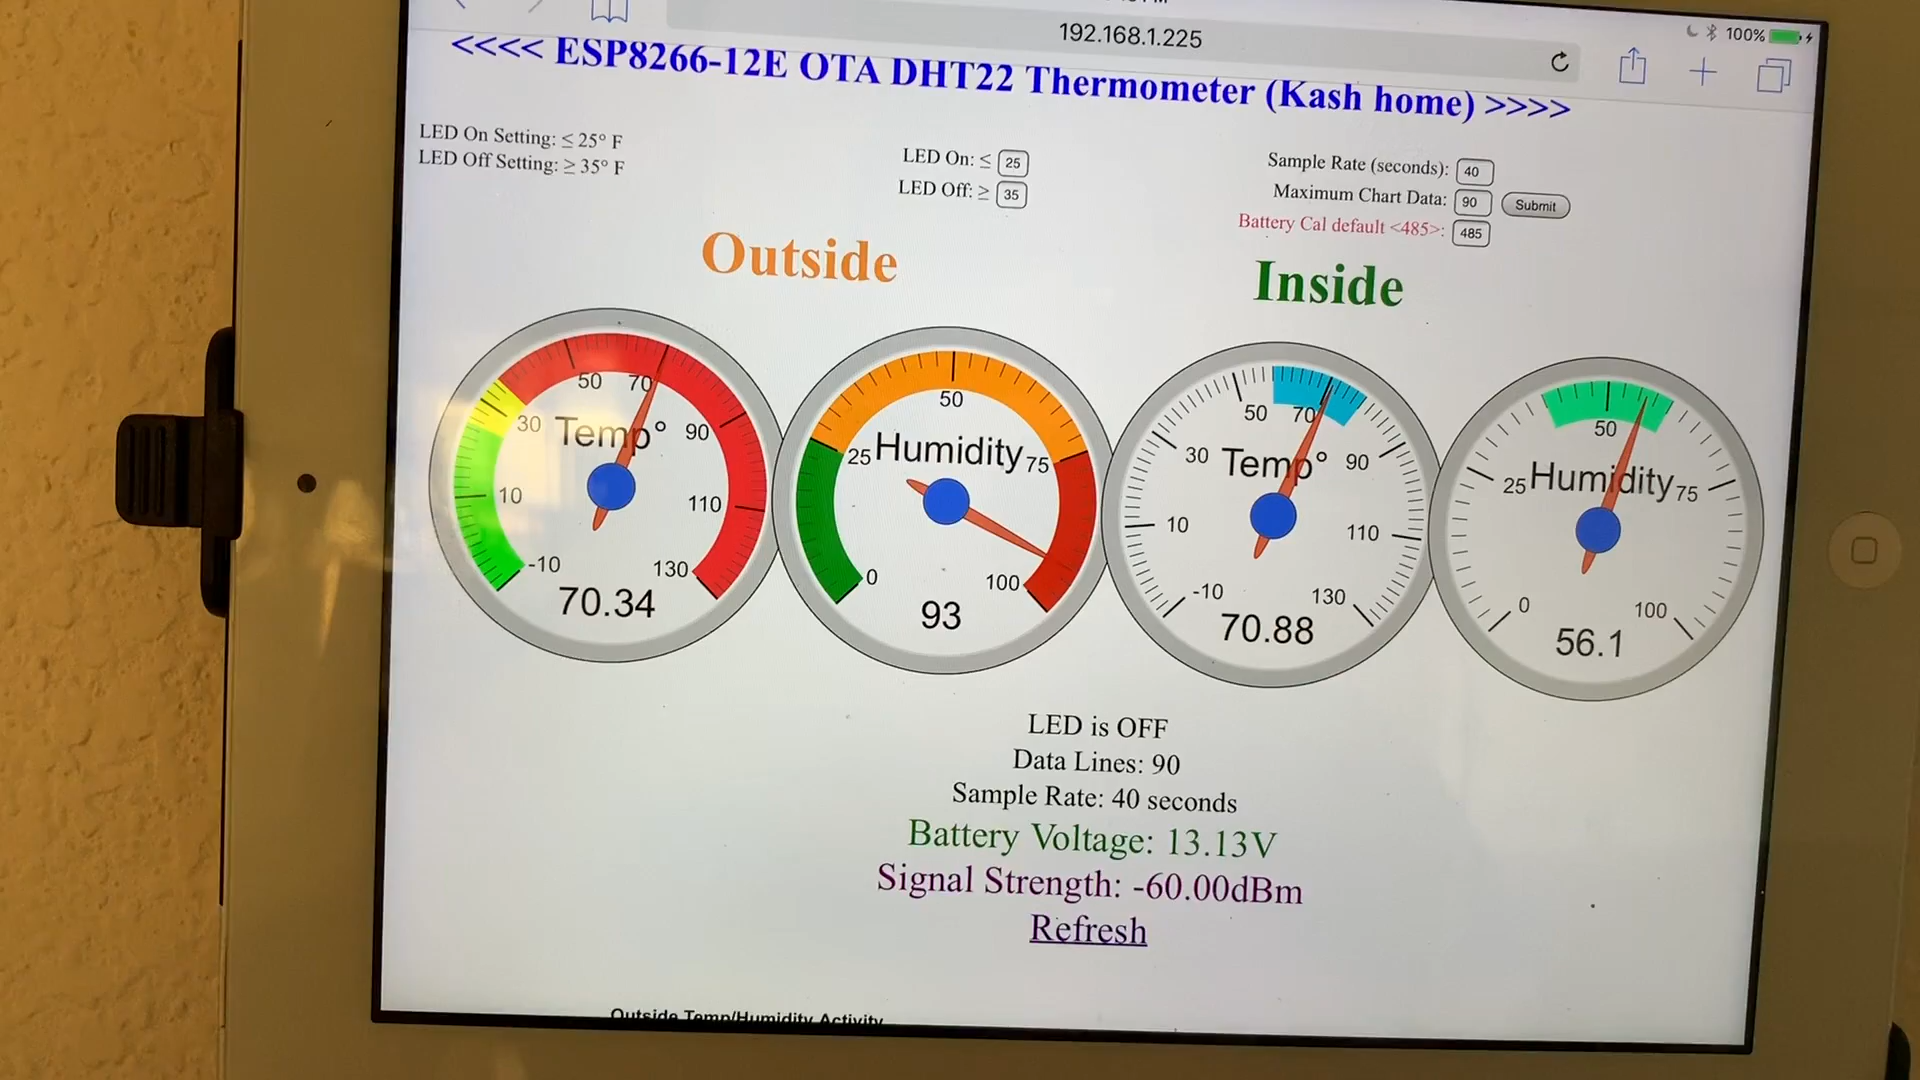 192.168.1.225
100%
<<<< ESP8266-12E OTA DHT22 Thermometer (Kash home) >>>>
LED On Setting: ≤ 25° F
LED Off Setting: ≥ 35° F
LED On: ≤ 25
LED Off: ≥ 35
Sample Rate (seconds): 40
Maximum Chart Data: 90
Submit
Battery Cal default <485>: 485
Outside
Inside
-10 10 30 50 70 90 110 130
Temp°
70.34
0 25 50 75 100
Humidity
93
-10 10 30 50 70 90 110 130
Temp°
70.88
0 25 50 75 100
Humidity
56.1
LED is OFF
Data Lines: 90
Sample Rate: 40 seconds
Battery Voltage: 13.13V
Signal Strength: -60.00dBm
Refresh
Outside Temp/Humidity Activity